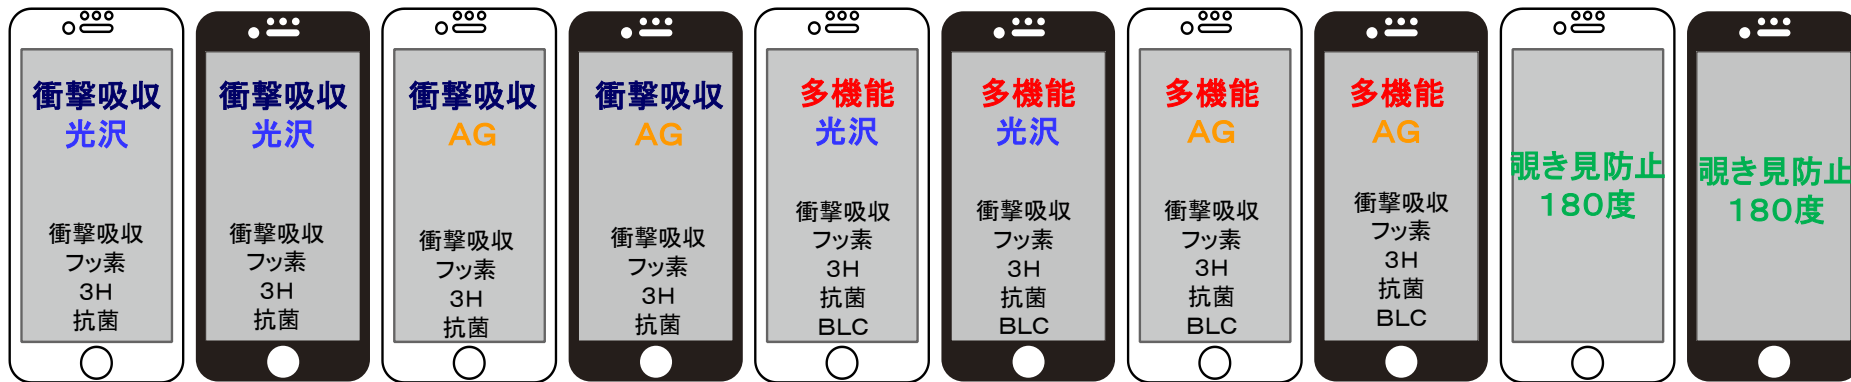 衝撃吸収
光沢
衝撃吸収
フッ素
3H
抗菌
衝撃吸収
光沢
衝撃吸収
フッ素
3H
抗菌
衝撃吸収
AG
衝撃吸収
フッ素
3H
抗菌
衝撃吸収
AG
衝撃吸収
フッ素
3H
抗菌
多機能
光沢
衝撃吸収
フッ素
3H
抗菌
BLC
多機能
光沢
衝撃吸収
フッ素
3H
抗菌
BLC
多機能
AG
衝撃吸収
フッ素
3H
抗菌
BLC
多機能
AG
衝撃吸収
フッ素
3H
抗菌
BLC
覗き見防止
180度
覗き見防止
180度